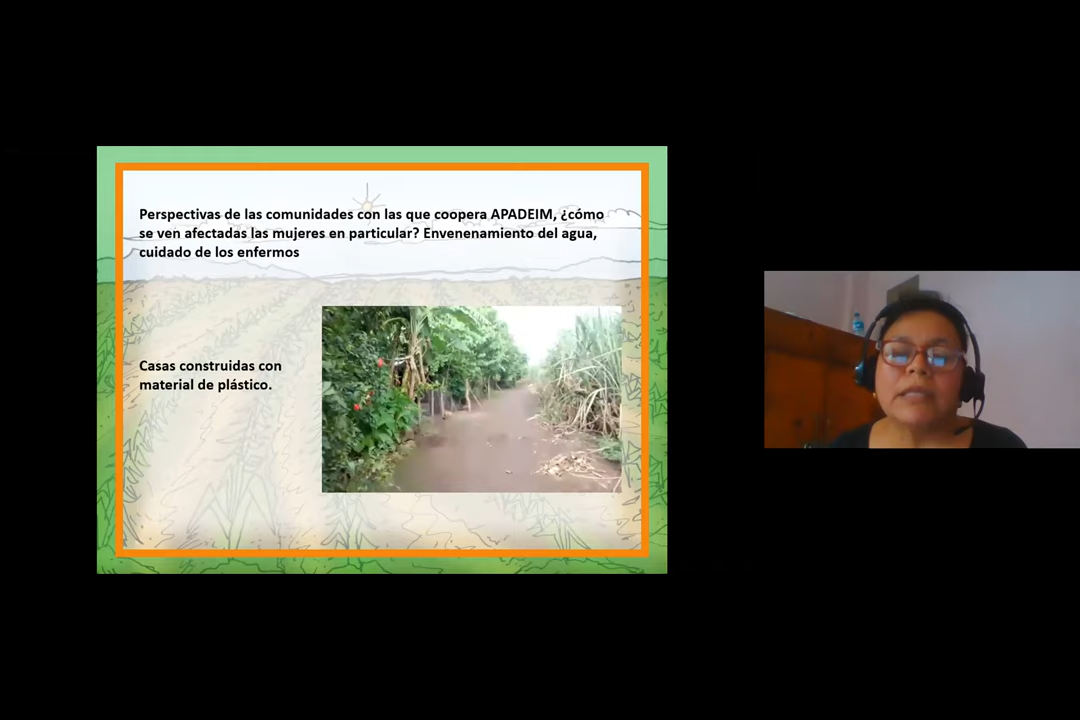 Perspectivas de las comunidades con las que coopera APADEIM, ¿cómo
se ven afectadas las mujeres en particular? Envenenamiento del agua,
cuidado de los enfermos
Casas construidas con
material de plástico.